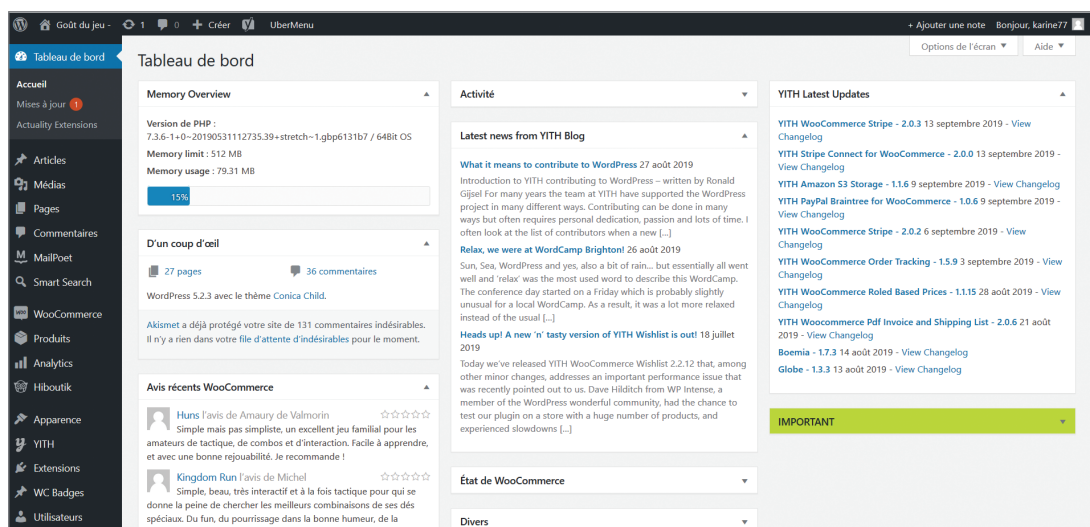 Goût du jeu - 1 0 + Créer UberMenu + Ajouter une note Bonjour, karine77
Options de l'écran ▼ Aide ▼
Tableau de bord
Accueil
Mises à jour 1
Actuality Extensions
Articles
Médias
Pages
Commentaires
MailPoet
Smart Search
WooCommerce
Produits
Analytics
Hiboutik
Apparence
YITH
Extensions
WC Badges
Utilisateurs
Tableau de bord
Memory Overview
Version de PHP :
7.3.6-1+0~20190531112735.39+stretch~1.gbp6131b7 / 64Bit OS
Memory limit : 512 MB
Memory usage : 79.31 MB
15%
D'un coup d'œil
27 pages 36 commentaires
WordPress 5.2.3 avec le thème Conica Child.
Akismet a déjà protégé votre site de 131 commentaires indésirables.
Il n'y a rien dans votre file d'attente d'indésirables pour le moment.
Avis récents WooCommerce
Huns l'avis de Amaury de Valmorin
Simple mais pas simpliste, un excellent jeu familial pour les
amateurs de tactique, de combos et d'interaction. Facile à apprendre,
et avec une bonne rejouabilité. Je recommande !
Kingdom Run l'avis de Michel
Simple, beau, très interactif et à la fois tactique pour qui se
donne la peine de chercher les meilleurs combinaisons de ses dés
spéciaux. Du fun, du pourrissage dans la bonne humeur, de la
Activité
Latest news from YITH Blog
What it means to contribute to WordPress 27 août 2019
Introduction to YITH contributing to WordPress – written by Ronald
Gijsel For many years the team at YITH have supported the WordPress
project in many different ways. Contributing can be done in many
ways but often requires personal dedication, passion and lots of time. I
often look at the list of contributors when a new [...]
Relax, we were at WordCamp Brighton! 26 août 2019
Sun, Sea, WordPress and yes, also a bit of rain... but essentially all went
well and 'relax' was the most used word to describe this WordCamp.
The conference day started on a Friday which is probably slightly
unusual for a local WordCamp. As a result, it was a lot more relaxed
instead of the usual [...]
Heads up! A new 'n' tasty version of YITH Wishlist is out! 18 juillet
2019
Today we've released YITH WooCommerce Wishlist 2.2.12 that, among
other minor changes, addresses an important performance issue that
was recently pointed out to us. Dave Hilditch from WP Intense, a
member of the WordPress wonderful community, had the chance to
test our plugin on a store with a huge number of products, and
experienced slowdowns [...]
État de WooCommerce
Divers
YITH Latest Updates
YITH WooCommerce Stripe - 2.0.3 13 septembre 2019 - View
Changelog
YITH Stripe Connect for WooCommerce - 2.0.0 13 septembre 2019 -
View Changelog
YITH Amazon S3 Storage - 1.1.6 9 septembre 2019 - View Changelog
YITH PayPal Braintree for WooCommerce - 1.0.6 9 septembre 2019 -
View Changelog
YITH WooCommerce Stripe - 2.0.2 6 septembre 2019 - View
Changelog
YITH WooCommerce Order Tracking - 1.5.9 3 septembre 2019 - View
Changelog
YITH WooCommerce Roled Based Prices - 1.1.15 28 août 2019 - View
Changelog
YITH Woocommerce Pdf Invoice and Shipping List - 2.0.6 21 août
2019 - View Changelog
Boemia - 1.7.3 14 août 2019 - View Changelog
Globe - 1.3.3 13 août 2019 - View Changelog
IMPORTANT